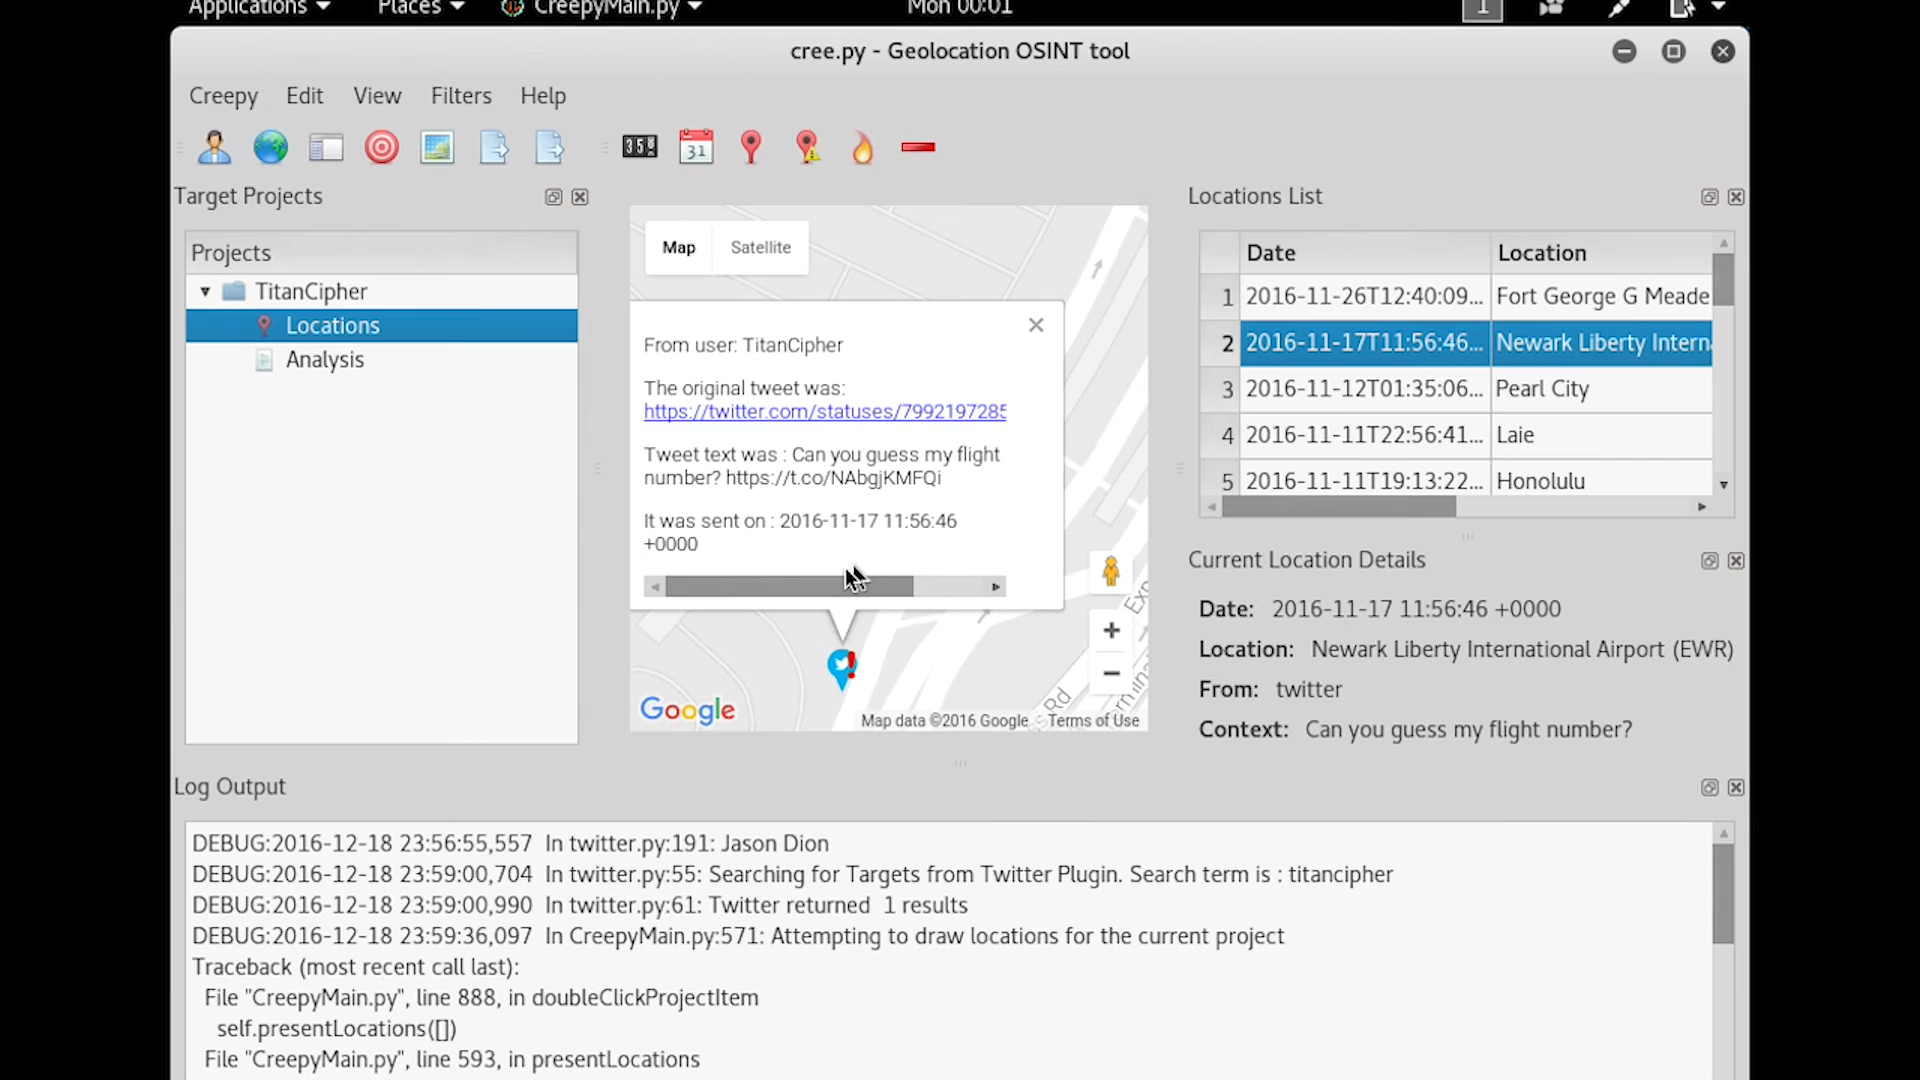 Applications
Places
CreepyMain.py
Mon 00:01
1
cree.py - Geolocation OSINT tool
Creepy Edit View Filters Help
31
Target Projects
Projects
TitanCipher
Locations
Analysis
Map Satellite
From user: TitanCipher
The original tweet was:
https://twitter.com/statuses/7992197285
Tweet text was : Can you guess my flight
number? https://t.co/NAbgjKMFQi
It was sent on : 2016-11-17 11:56:46
+0000
Google
Map data ©2016 Google
Terms of Use
Locations List
Date Location
1 2016-11-26T12:40:09... Fort George G Meade
2 2016-11-17T11:56:46... Newark Liberty Intern
3 2016-11-12T01:35:06... Pearl City
4 2016-11-11T22:56:41... Laie
5 2016-11-11T19:13:22... Honolulu
Current Location Details
Date: 2016-11-17 11:56:46 +0000
Location: Newark Liberty International Airport (EWR)
From: twitter
Context: Can you guess my flight number?
Log Output
DEBUG:2016-12-18 23:56:55,557 In twitter.py:191: Jason Dion
DEBUG:2016-12-18 23:59:00,704 In twitter.py:55: Searching for Targets from Twitter Plugin. Search term is : titancipher
DEBUG:2016-12-18 23:59:00,990 In twitter.py:61: Twitter returned 1 results
DEBUG:2016-12-18 23:59:36,097 In CreepyMain.py:571: Attempting to draw locations for the current project
Traceback (most recent call last):
File "CreepyMain.py", line 888, in doubleClickProjectItem
self.presentLocations([])
File "CreepyMain.py", line 593, in presentLocations